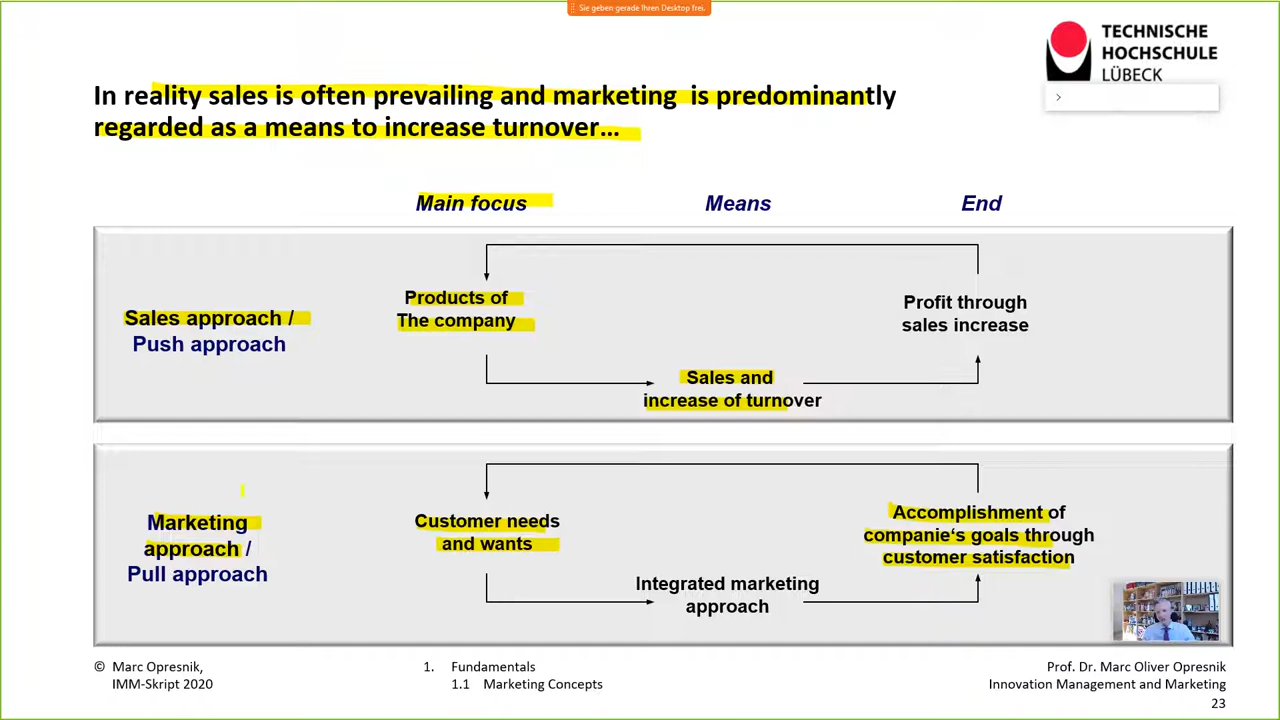 Sie geben gerade Ihren Desktop frei.
TECHNISCHE
HOCHSCHULE
LÜBECK
In reality sales is often prevailing and marketing is predominantly
regarded as a means to increase turnover…
Main focus
Means
End
Sales approach /
Push approach
Products of
The company
Sales and
increase of turnover
Profit through
sales increase
Marketing
approach /
Pull approach
Customer needs
and wants
Integrated marketing
approach
Accomplishment of
companie‘s goals through
customer satisfaction
© Marc Opresnik,
IMM-Skript 2020
1. Fundamentals
1.1 Marketing Concepts
Prof. Dr. Marc Oliver Opresnik
Innovation Management and Marketing
23